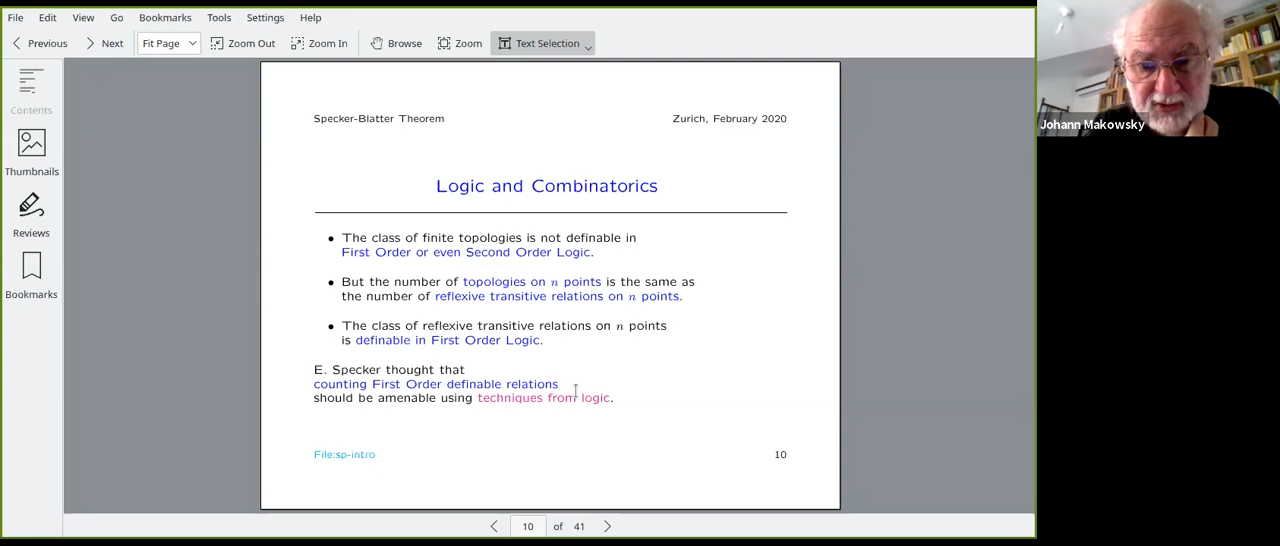 File Edit View Go Bookmarks Tools Settings Help
Previous Next Fit Page Zoom Out Zoom In Browse Zoom Text Selection
Contents
Thumbnails
Reviews
Bookmarks
Specker-Blatter Theorem Zurich, February 2020
Logic and Combinatorics
• The class of finite topologies is not definable in
First Order or even Second Order Logic.
• But the number of topologies on n points is the same as
the number of reflexive transitive relations on n points.
• The class of reflexive transitive relations on n points
is definable in First Order Logic.
E. Specker thought that
counting First Order definable relations
should be amenable using techniques from logic.
File:sp-intro 10
10 of 41
Johann Makowsky